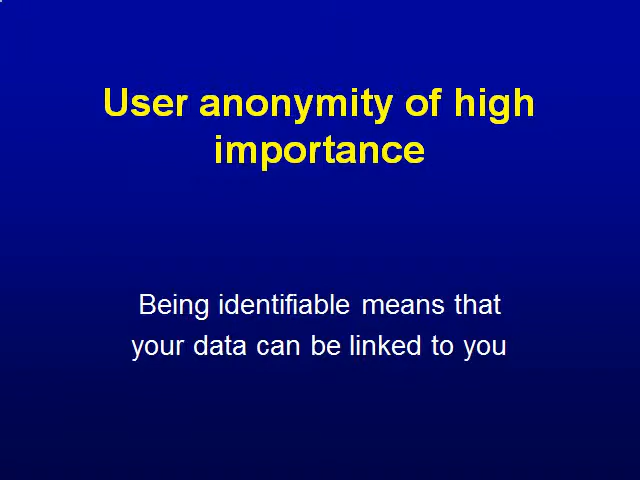 User anonymity of high
importance
Being identifiable means that
your data can be linked to you